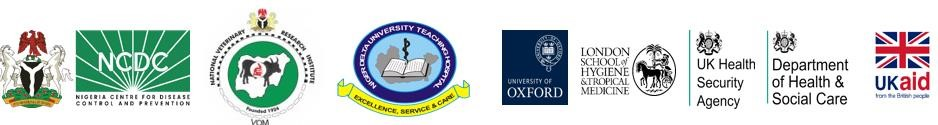 NCDC
NIGERIA CENTRE FOR DISEASE
CONTROL AND PREVENTION
NATIONAL VETERINARY RESEARCH INSTITUTE
Founded 1924
VOM
NIGER DELTA UNIVERSITY TEACHING HOSPITAL
EXCELLENCE, SERVICE & CARE
UNIVERSITY OF
OXFORD
LONDON
SCHOOL of
HYGIENE
& TROPICAL
MEDICINE
UK Health
Security
Agency
Department
of Health &
Social Care
UKaid
from the British people